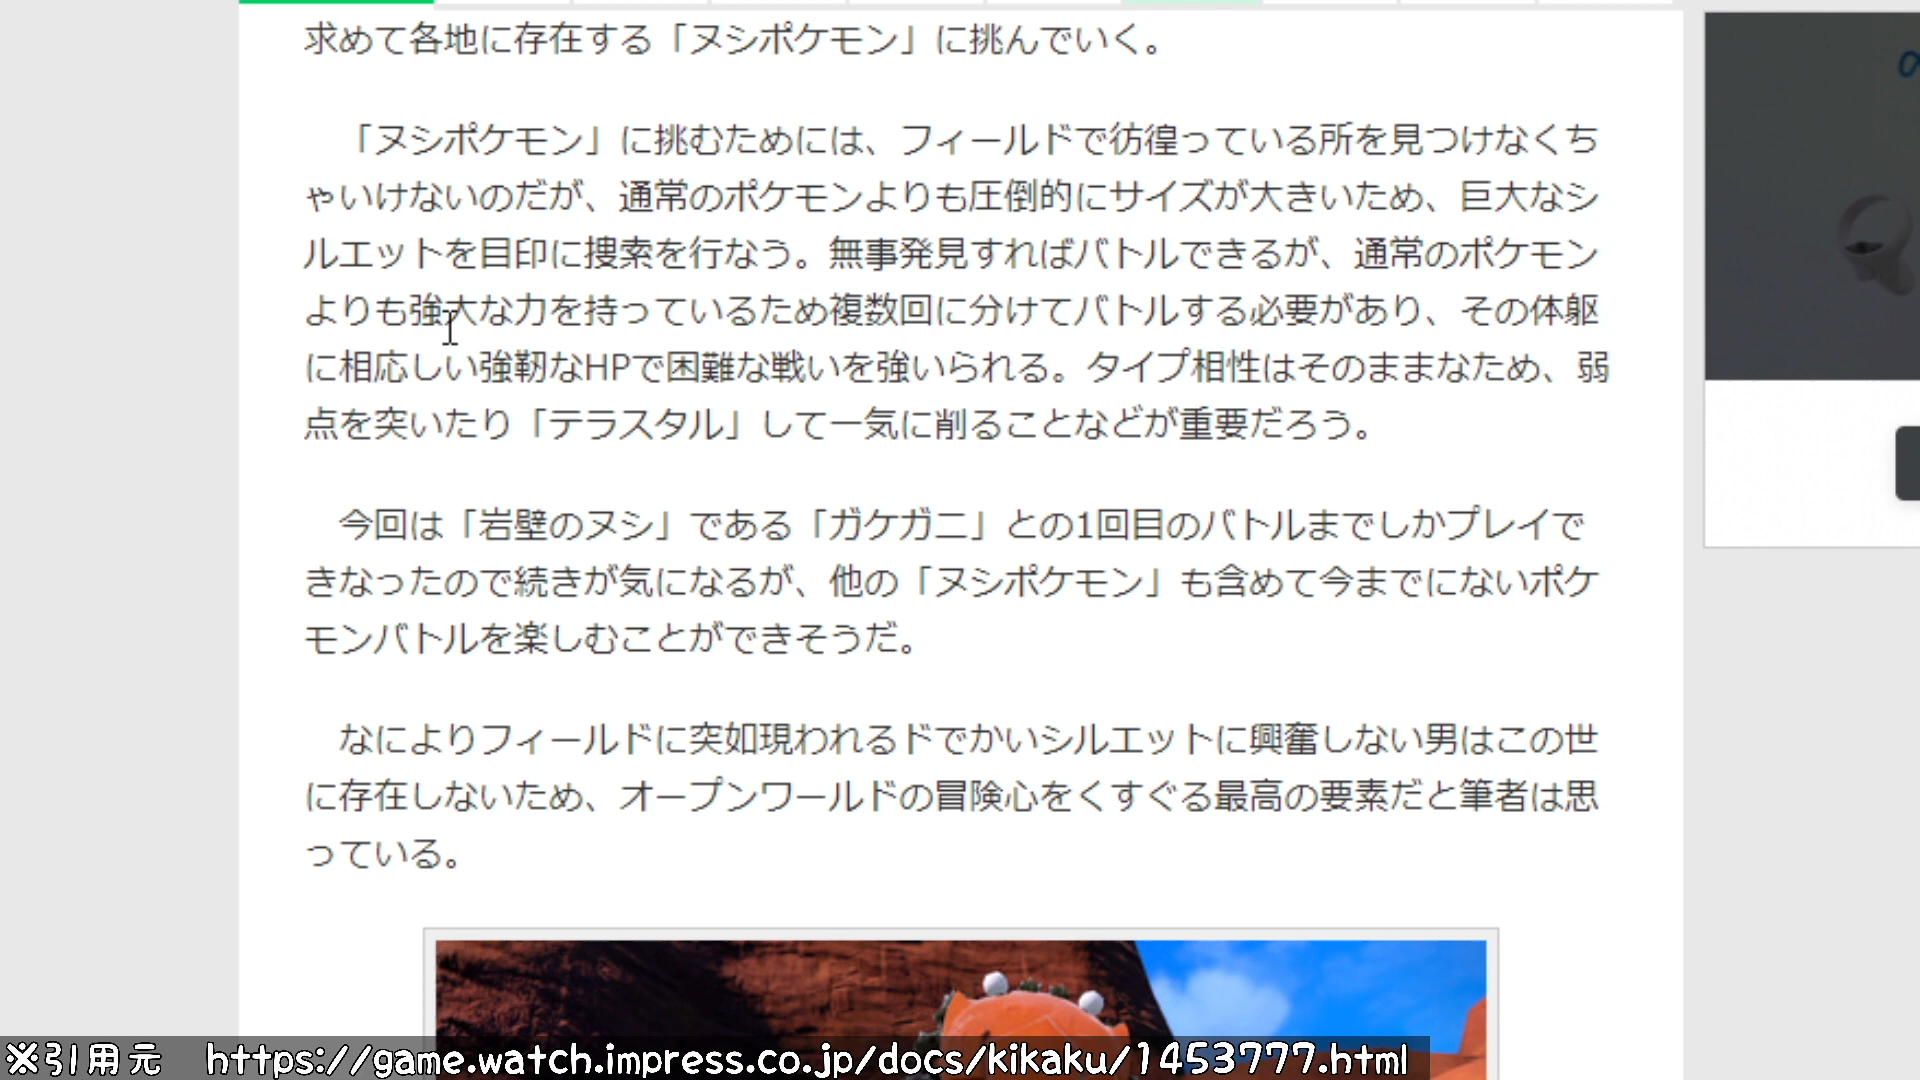 求めて各地に存在する「ヌシポケモン」に挑んでいく。
「ヌシポケモン」に挑むためには、フィールドで彷徨っている所を見つけなくち
ゃいけないのだが、通常のポケモンよりも圧倒的にサイズが大きいため、巨大なシ
ルエットを目印に捜索を行なう。無事発見すればバトルできるが、通常のポケモン
よりも強大な力を持っているため複数回に分けてバトルする必要があり、その体躯
に相応しい強靭なHPで困難な戦いを強いられる。タイプ相性はそのままなため、弱
点を突いたり「テラスタル」して一気に削ることなどが重要だろう。
今回は「岩壁のヌシ」である「ガケガニ」との1回目のバトルまでしかプレイで
きなったので続きが気になるが、他の「ヌシポケモン」も含めて今までにないポケ
モンバトルを楽しむことができそうだ。
なによりフィールドに突如現われるドでかいシルエットに興奮しない男はこの世
に存在しないため、オープンワールドの冒険心をくすぐる最高の要素だと筆者は思
っている。
※引用元　https://game.watch.impress.co.jp/docs/kikaku/1453777.html